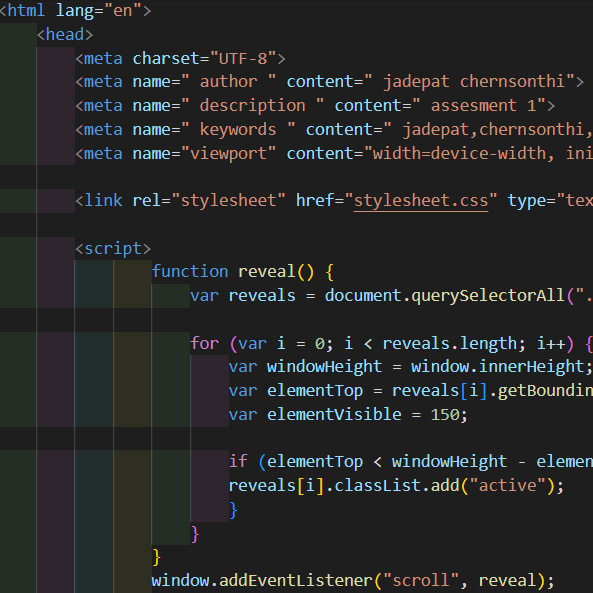 <html lang="en">
<head>
<meta charset="UTF-8">
<meta name=" author " content=" jadepat chernsonthi">
<meta name=" description " content=" assesment 1">
<meta name=" keywords " content=" jadepat,chernsonthi,
<meta name="viewport" content="width=device-width, ini
<link rel="stylesheet" href="stylesheet.css" type="tex
<script>
function reveal() {
var reveals = document.querySelectorAll(".
for (var i = 0; i < reveals.length; i++) {
var windowHeight = window.innerHeight;
var elementTop = reveals[i].getBoundin
var elementVisible = 150;
if (elementTop < windowHeight - elemen
reveals[i].classList.add("active");
}
}
}
window.addEventListener("scroll", reveal);